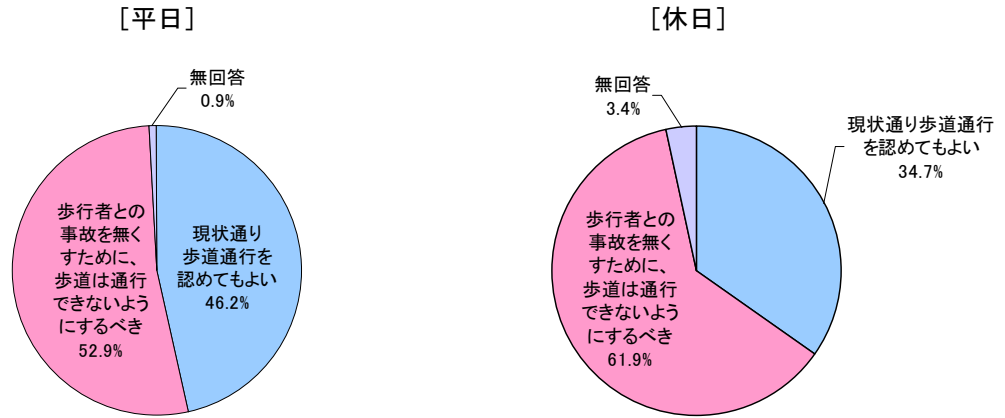 ［平日］
無回答
0.9%
歩行者との
事故を無く
すために、
歩道は通行
できないよう
にするべき
52.9%
現状通り
歩道通行を
認めてもよい
46.2%
［休日］
無回答
3.4%
現状通り歩道通行
を認めてもよい
34.7%
歩行者との
事故を無く
すために、
歩道は通行
できないよう
にするべき
61.9%